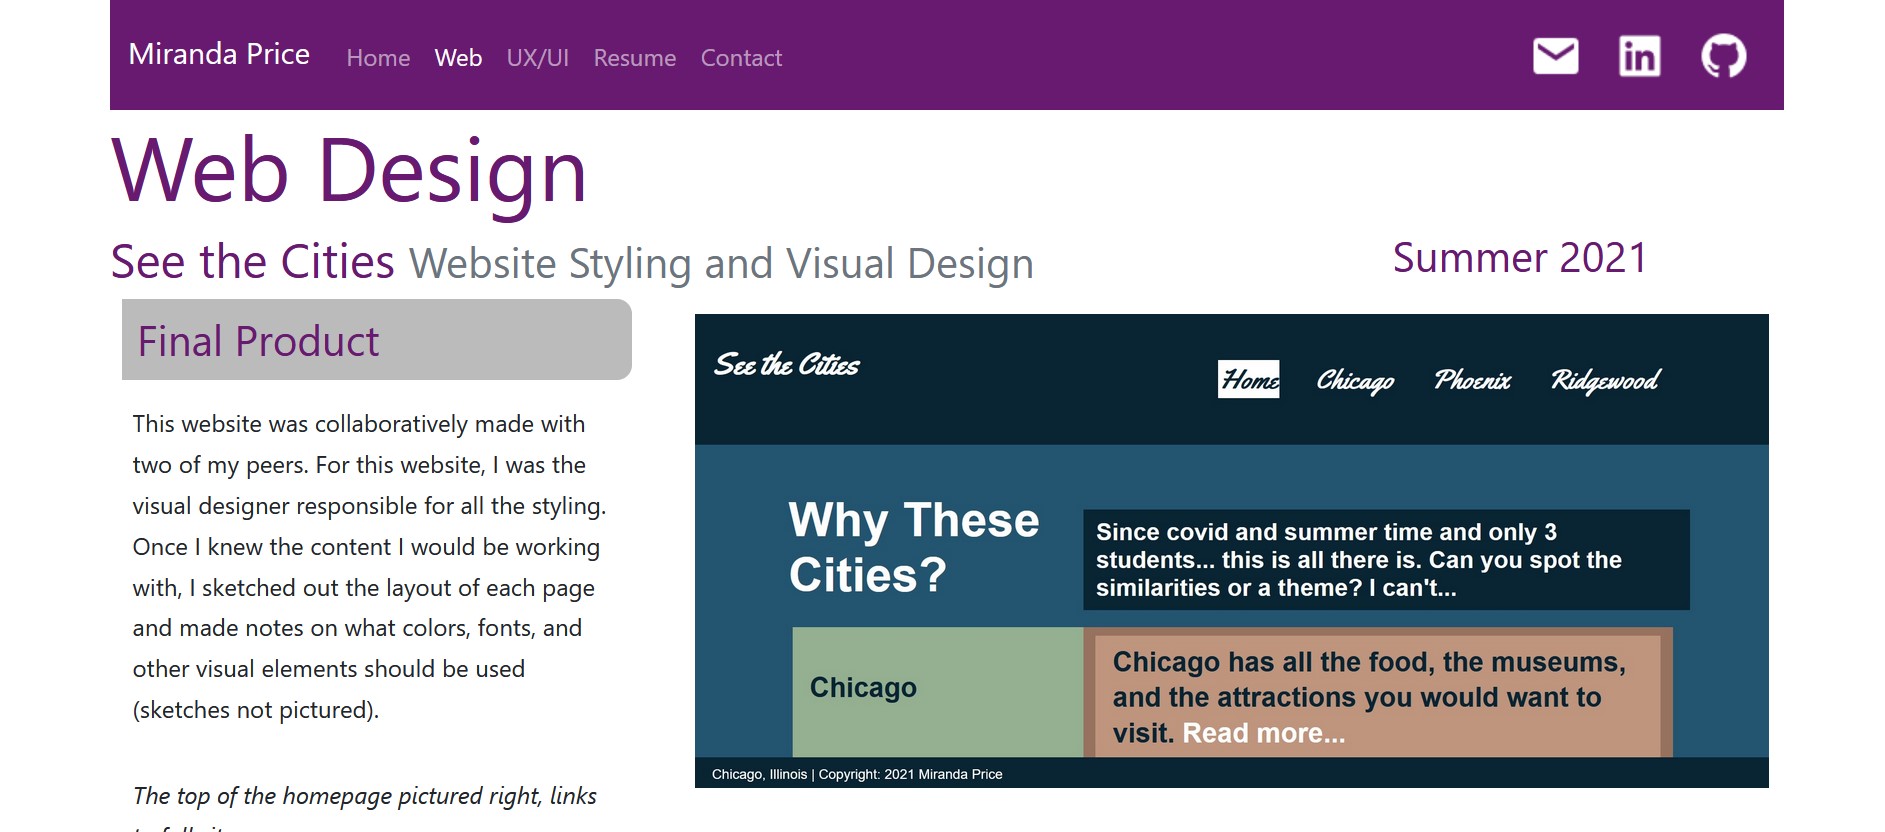 Miranda Price Home Web UX/UI Resume Contact
Web Design
See the Cities Website Styling and Visual Design
Summer 2021
Final Product
This website was collaboratively made with
two of my peers. For this website, I was the
visual designer responsible for all the styling.
Once I knew the content I would be working
with, I sketched out the layout of each page
and made notes on what colors, fonts, and
other visual elements should be used
(sketches not pictured).
The top of the homepage pictured right, links
See the Cities
Home Chicago Phoenix Ridgewood
Why These
Cities?
Since covid and summer time and only 3
students... this is all there is. Can you spot the
similarities or a theme? I can't...
Chicago
Chicago has all the food, the museums,
and the attractions you would want to
visit. Read more...
Chicago, Illinois | Copyright: 2021 Miranda Price